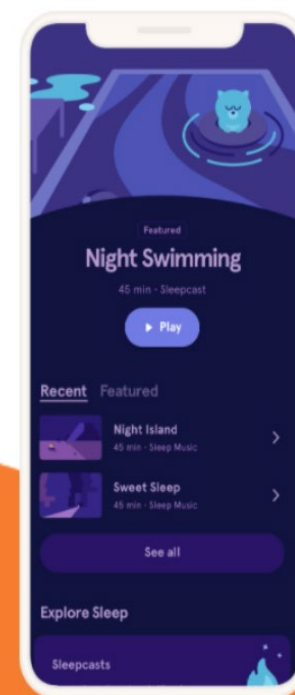 Featured
Night Swimming
45 min · Sleepcast
Play
Recent Featured
Night Island
45 min · Sleep Music
Sweet Sleep
45 min · Sleep Music
See all
Explore Sleep
Sleepcasts